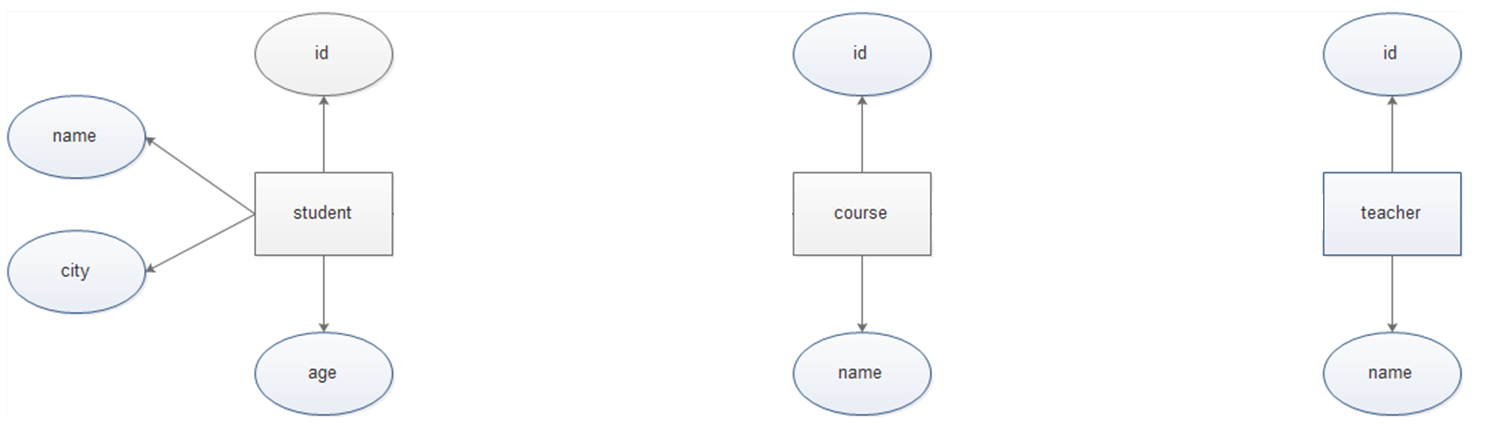 id
id
id
name
student
course
teacher
city
age
name
name